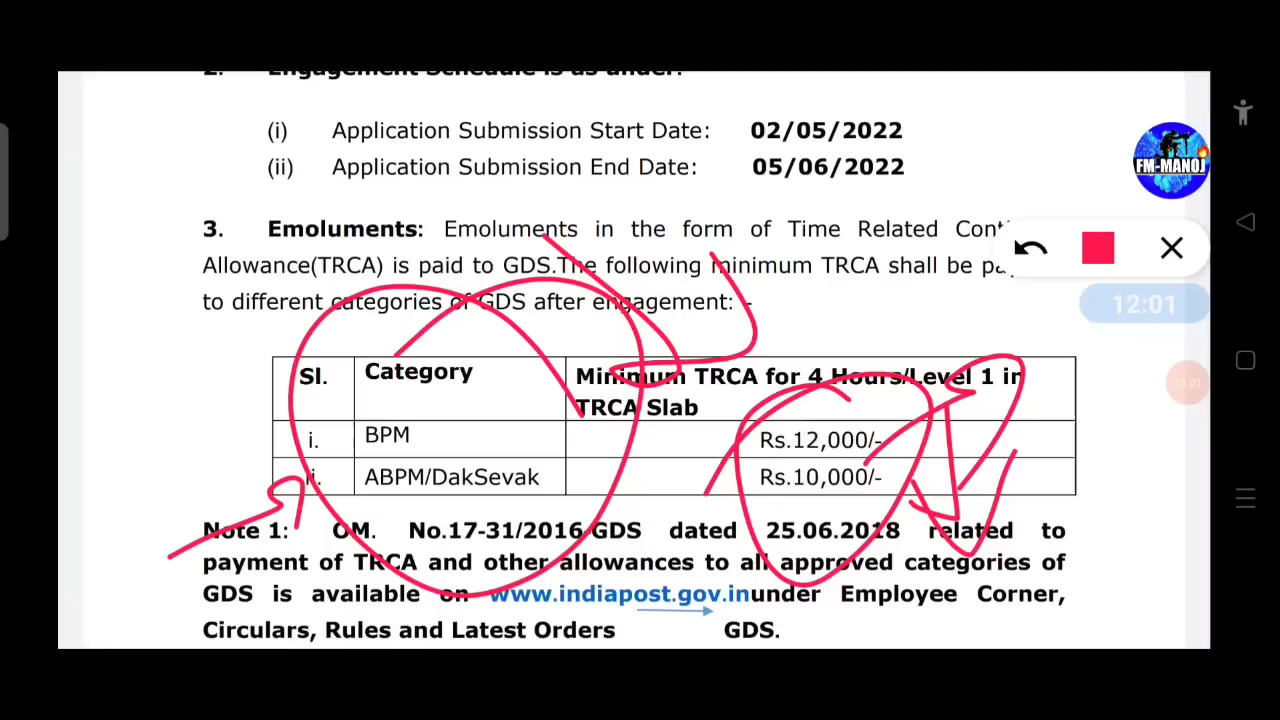 2. Engagement Schedule is as under:
(i) Application Submission Start Date: 02/05/2022
(ii) Application Submission End Date: 05/06/2022
FM-MANOJ
3. Emoluments: Emoluments in the form of Time Related
Allowance(TRCA) is paid to GDS.The following minimum TRCA shall be
to different categories of GDS after engagement: -
12:01
Sl. Category Minimum TRCA for 4 Hours/Level 1 in
TRCA Slab
12:01
i. BPM Rs.12,000/-
ii. ABPM/DakSevak Rs.10,000/-
Note 1: OM. No.17-31/2016-GDS dated 25.06.2018 related to
payment of TRCA and other allowances to all approved categories of
GDS is available on www.indiapost.gov.inunder Employee Corner,
Circulars, Rules and Latest Orders GDS.